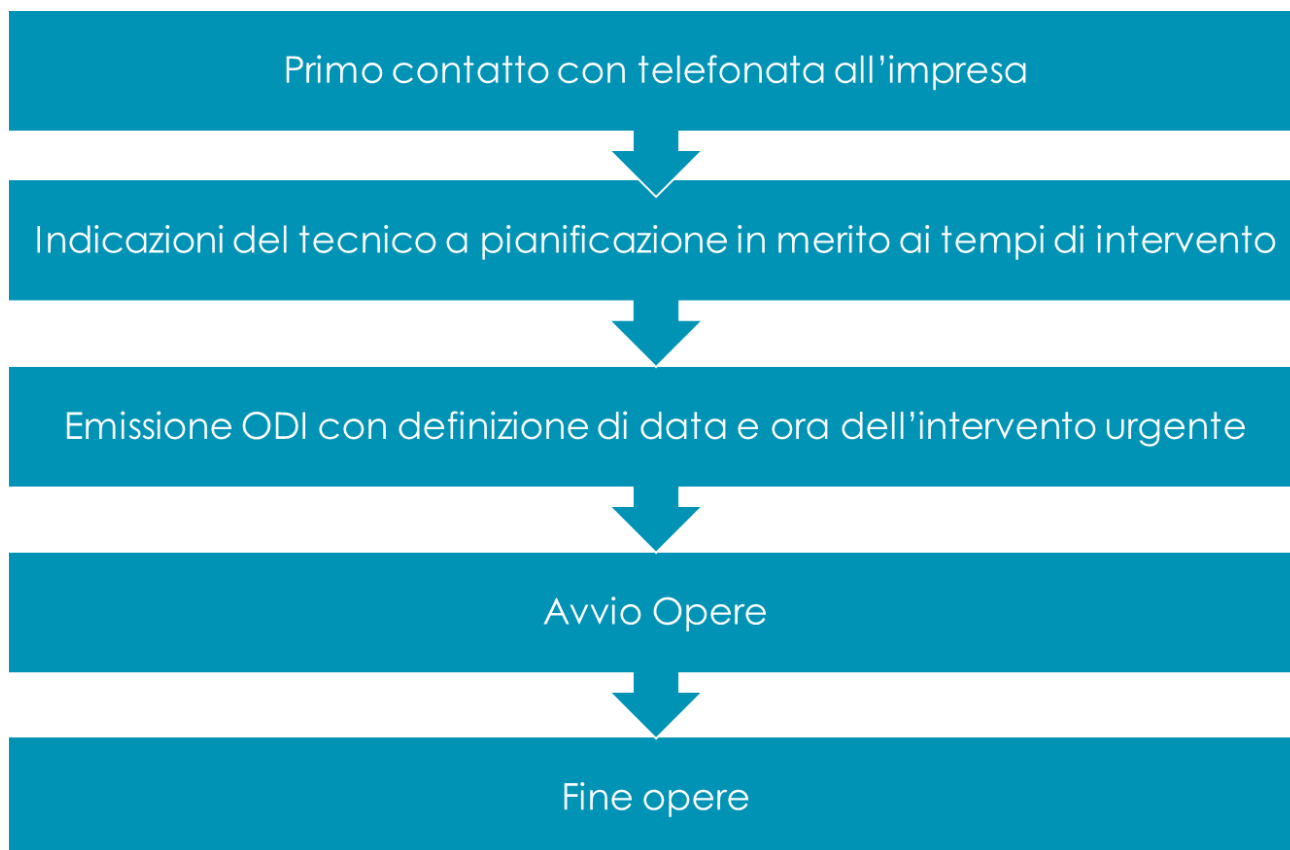 Primo contatto con telefonata all’impresa
Indicazioni del tecnico a pianificazione in merito ai tempi di intervento
Emissione ODI con definizione di data e ora dell’intervento urgente
Avvio Opere
Fine opere